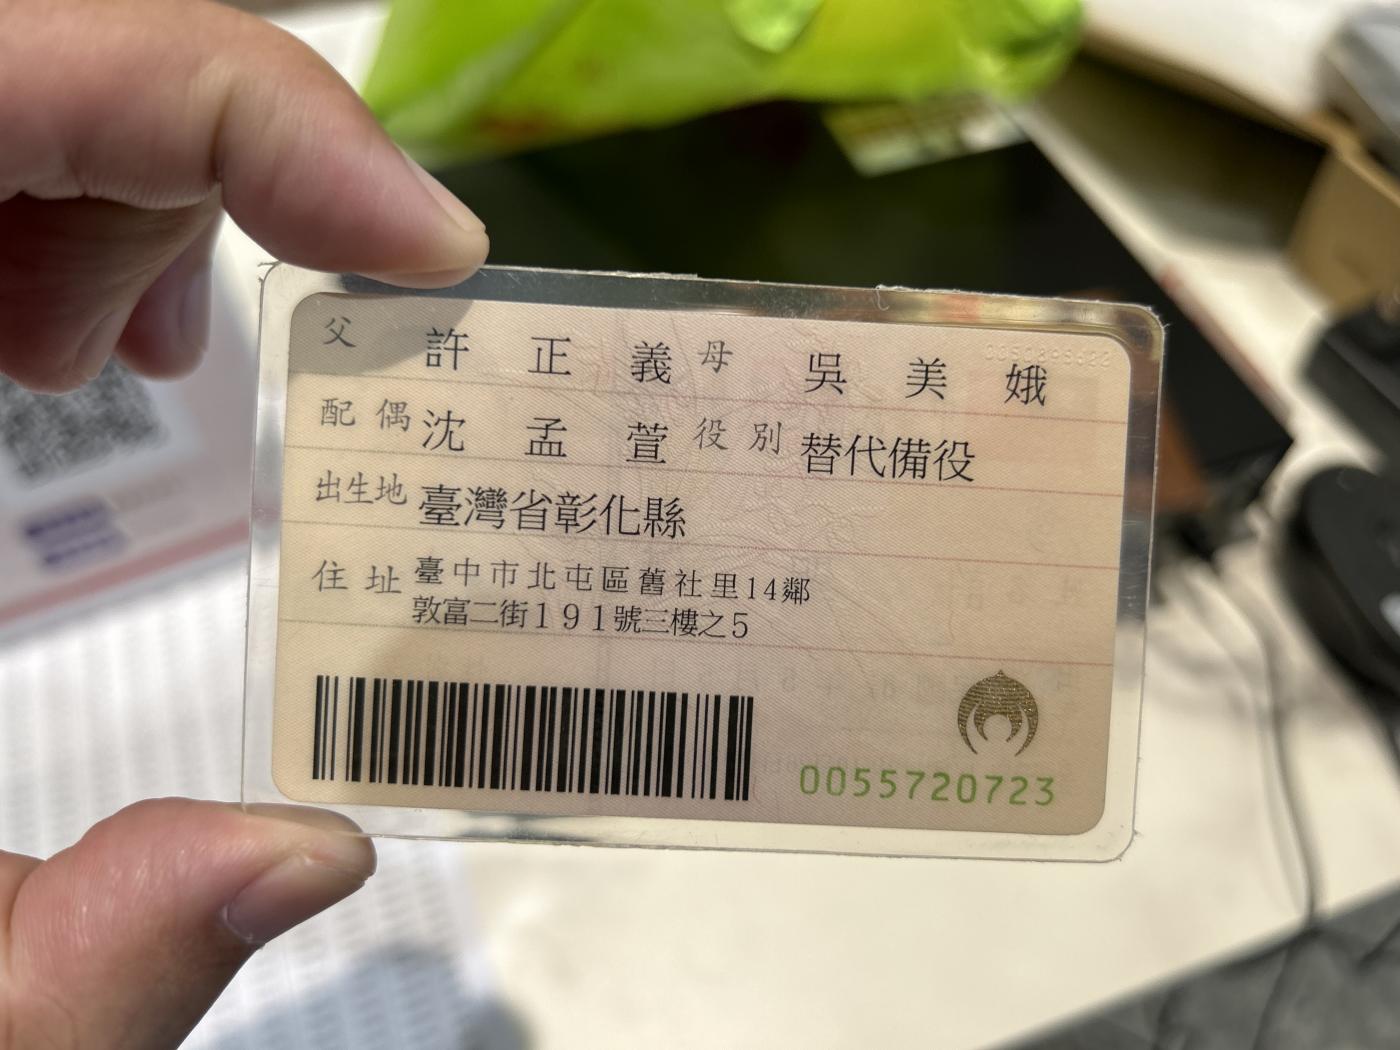 父 許正義 母 吳美娥
配偶 沈孟萱 役別 替代備役
出生地 臺灣省彰化縣
住址 臺中市北屯區舊社里14鄰
敦富二街191號三樓之5
0055720723